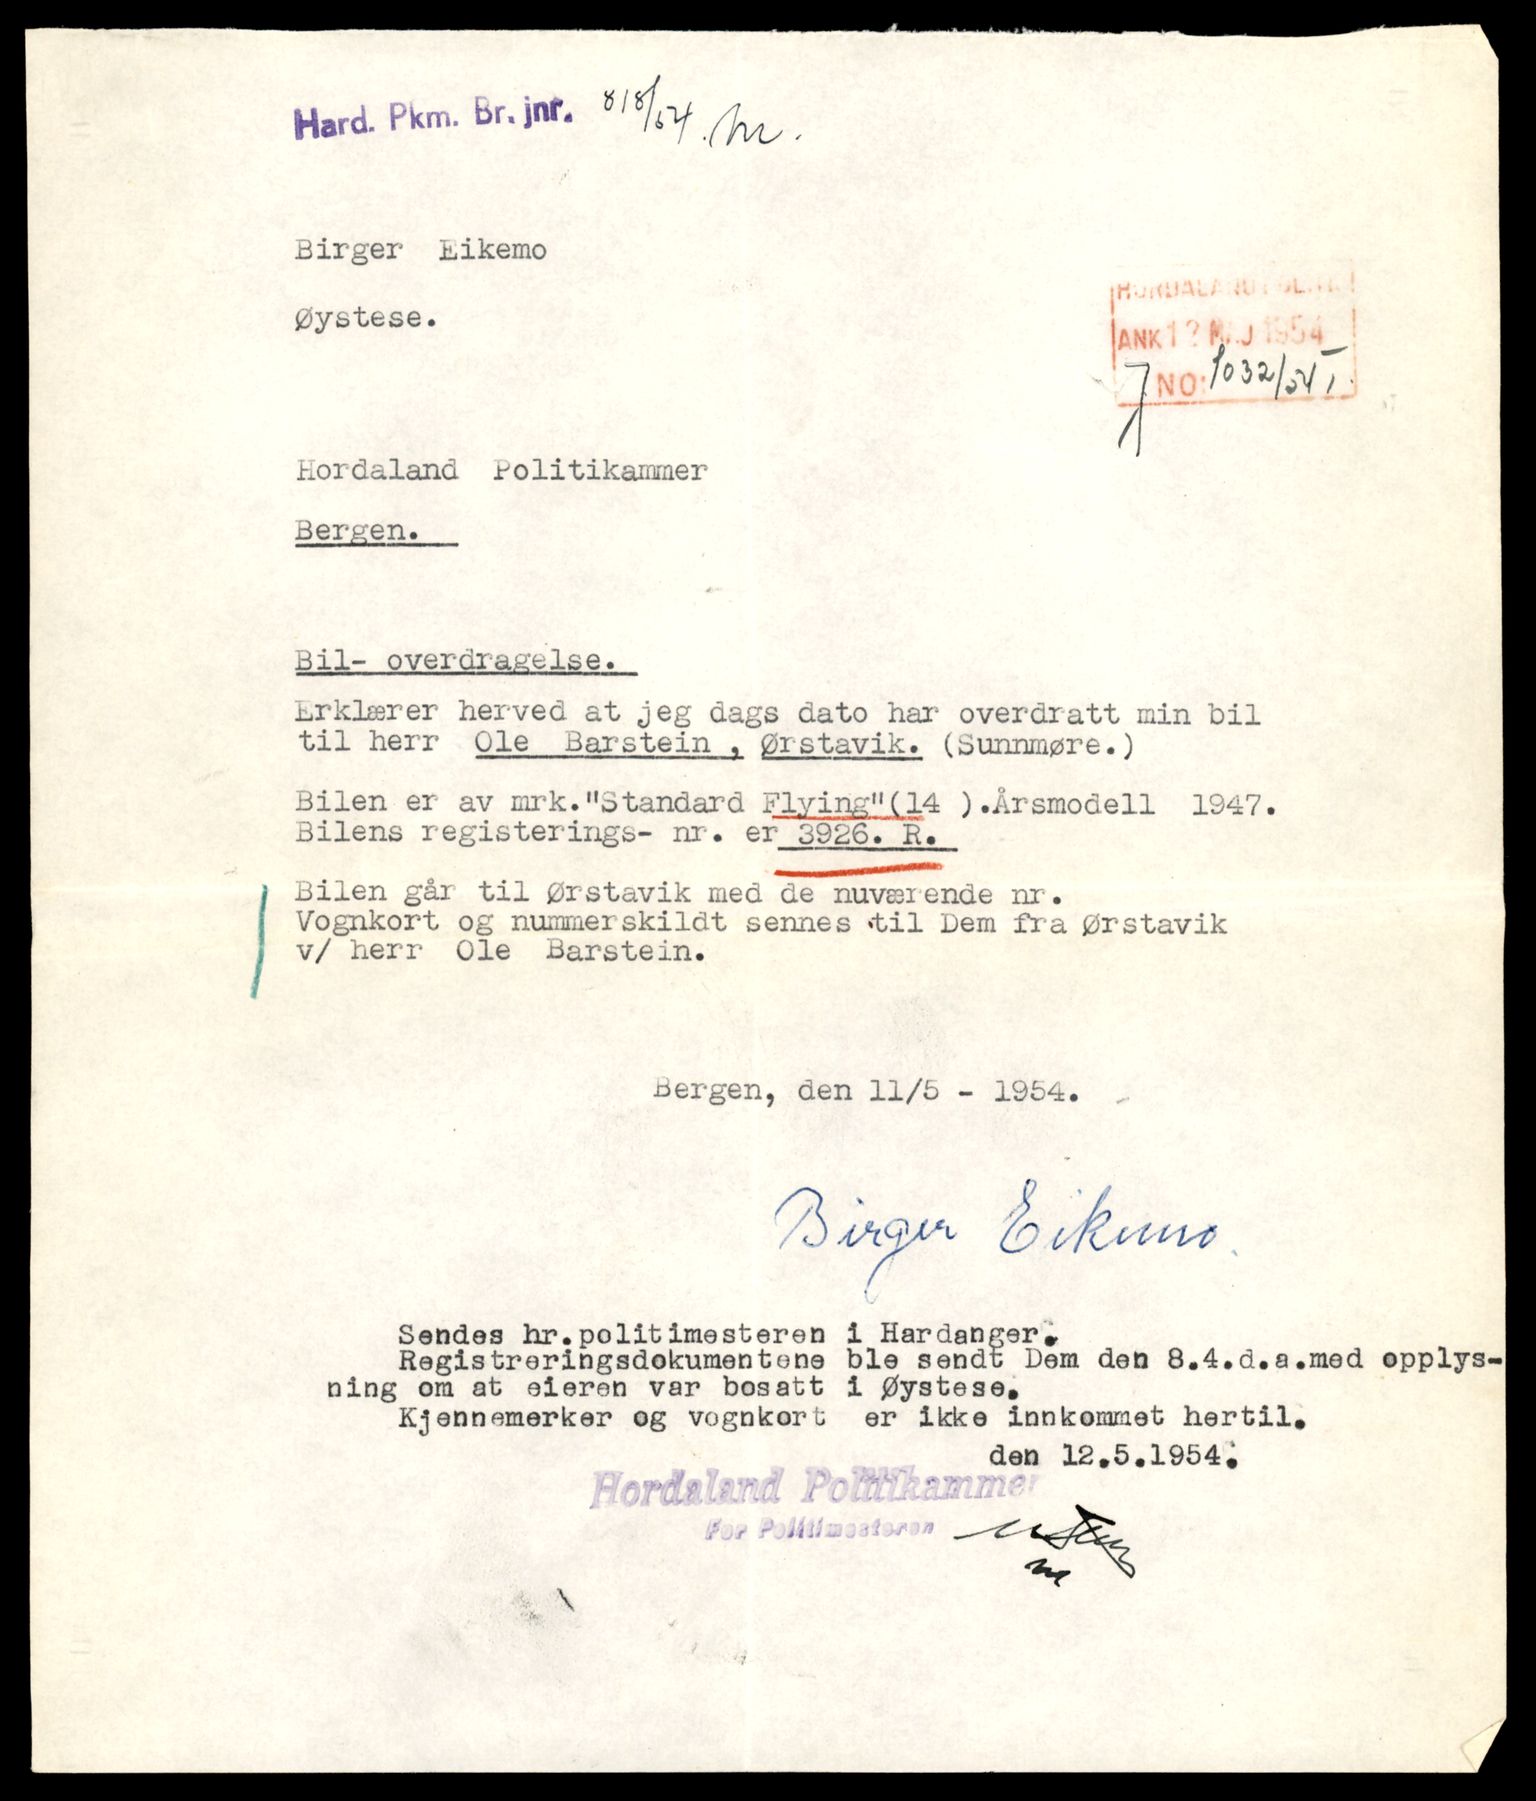 Hard. Pkm. Br. jnr. 818/54.
Birger Eikemo
Øystese.
ANK 12 MAJ 1954
NO: 1032/54
Hordaland Politikammer
Bergen.
Bil- overdragelse.
Erklærer herved at jeg dags dato har overdratt min bil
til herr Ole Barstein , Ørstavik. (Sunnmøre.)
Bilen er av mrk."Standard Flying"(14 ).Årsmodell 1947.
Bilens registerings- nr. er 3926. R.
Bilen går til Ørstavik med de nuværende nr.
Vognkort og nummerskildt sennes til Dem fra Ørstavik
v/ herr Ole Barstein.
Bergen, den 11/5 - 1954.
Birger Eikemo.
Sendes hr.politimesteren i Hardanger.
Registreringsdokumentene ble sendt Dem den 8.4.d.a.med opplys-
ning om at eieren var bosatt i Øystese.
Kjennemerker og vognkort er ikke innkommet hertil.
den 12.5.1954.
Hordaland Politikammer
For Politimesteren